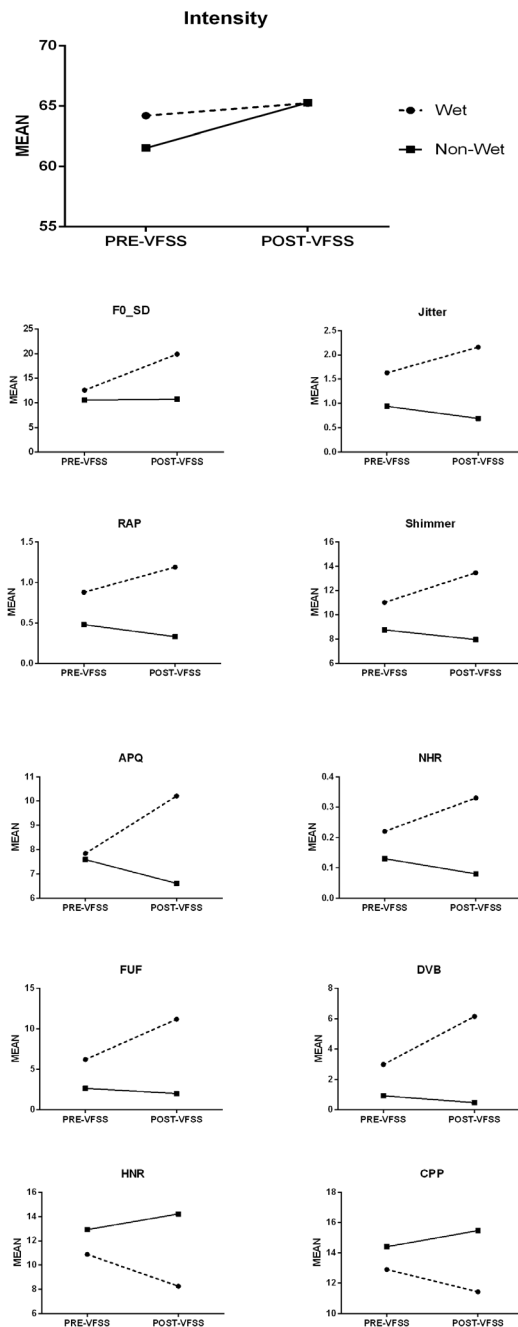 Intensity
70
65
60
55
MEAN
PRE-VFSS POST-VFSS
Wet
Non-Wet
F0_SD
25
20
15
10
5
0
MEAN
PRE-VFSS POST-VFSS
Jitter
2.5
2.0
1.5
1.0
0.5
0.0
MEAN
PRE-VFSS POST-VFSS
RAP
1.5
1.0
0.5
0.0
MEAN
PRE-VFSS POST-VFSS
Shimmer
16
14
12
10
8
6
MEAN
PRE-VFSS POST-VFSS
APQ
11
10
9
8
7
6
MEAN
PRE-VFSS POST-VFSS
NHR
0.4
0.3
0.2
0.1
0.0
MEAN
PRE-VFSS POST-VFSS
FUF
15
10
5
0
MEAN
PRE-VFSS POST-VFSS
DVB
8
6
4
2
0
MEAN
PRE-VFSS POST-VFSS
HNR
16
14
12
10
8
6
MEAN
PRE-VFSS POST-VFSS
CPP
18
16
14
12
10
MEAN
PRE-VFSS POST-VFSS